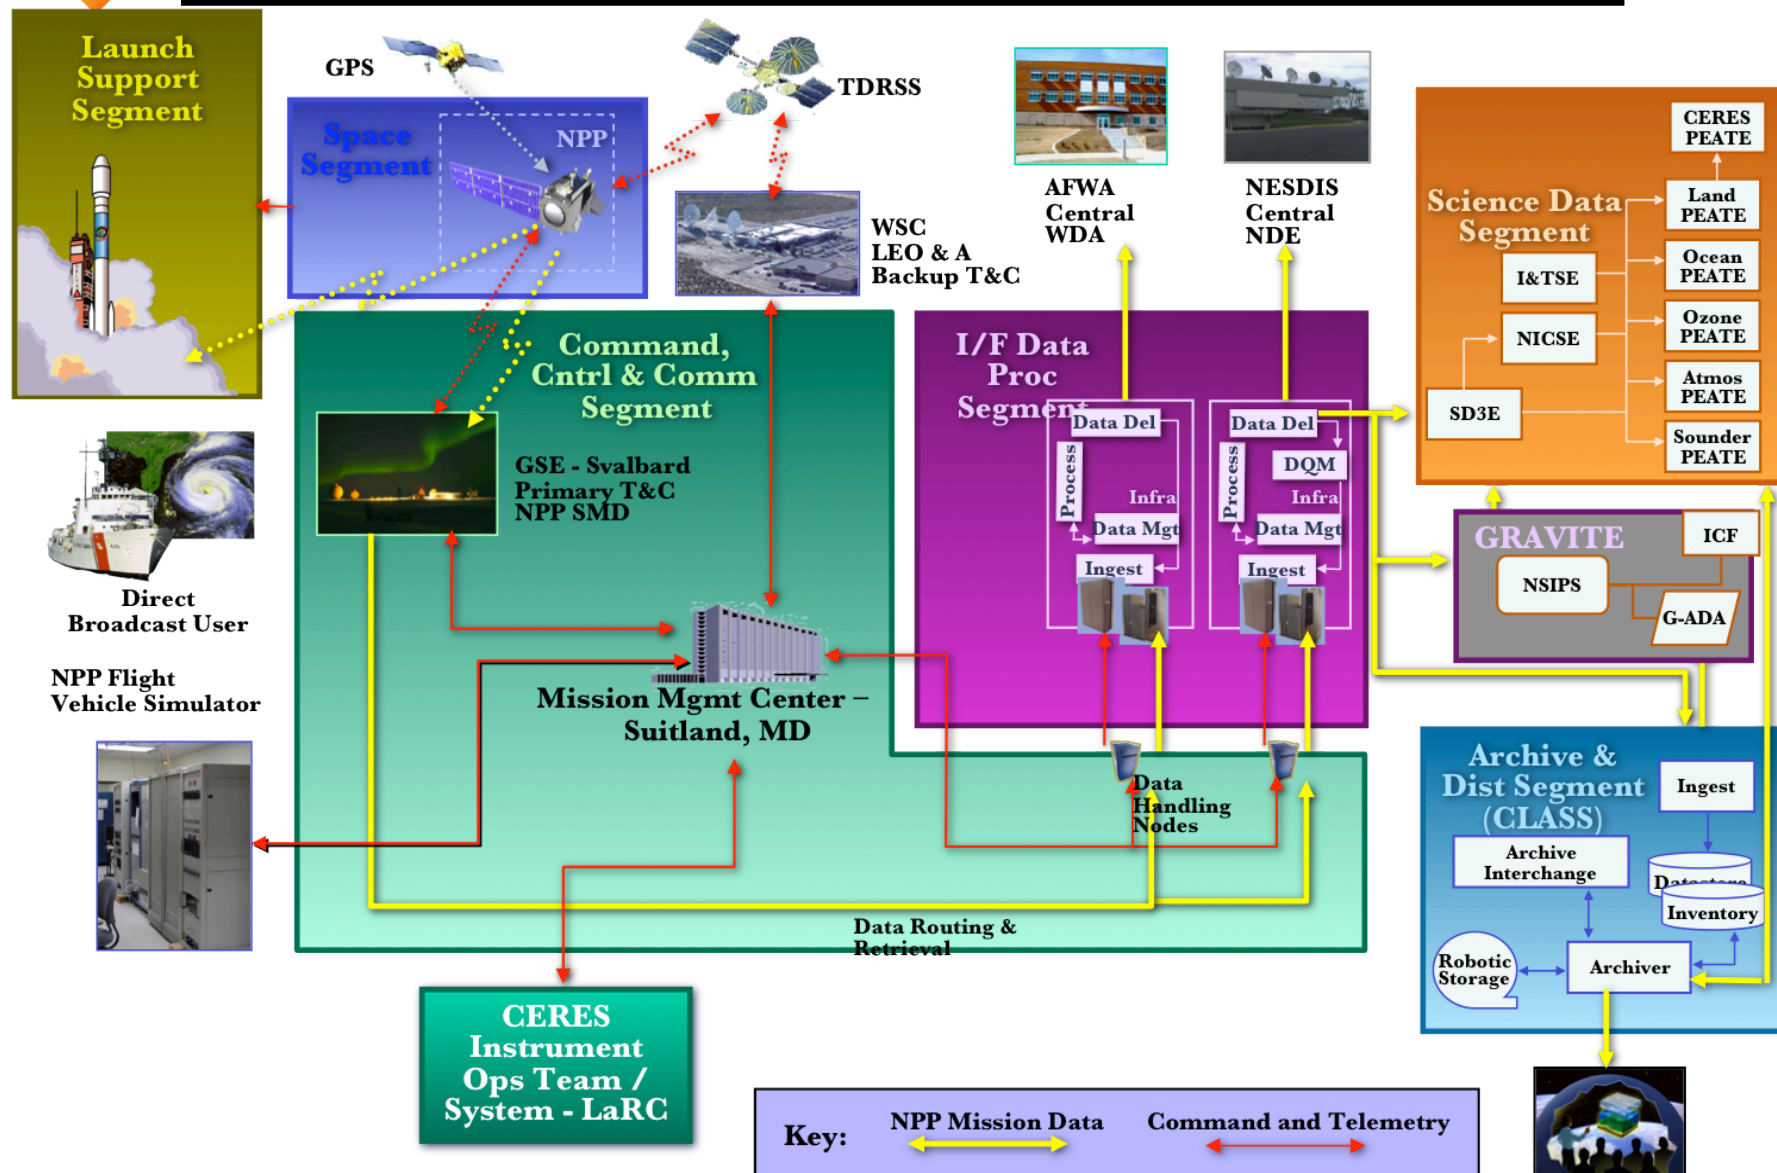 Launch
Support
Segment
GPS
TDRSS
Space
Segment
NPP
WSC
LEO & A
Backup T&C
AFWA
Central
WDA
NESDIS
Central
NDE
Science Data
Segment
CERES
PEATE
Land
PEATE
Ocean
PEATE
Ozone
PEATE
Atmos
PEATE
Sounder
PEATE
I&TSE
NICSE
SD3E
Command,
Cntrl & Comm
Segment
GSE - Svalbard
Primary T&C
NPP SMD
I/F Data
Proc
Segment
Data Del
Process
Infra
Data Mgt
Ingest
Data Del
DQM
Process
Infra
Data Mgt
Ingest
Direct
Broadcast User
NPP Flight
Vehicle Simulator
Mission Mgmt Center –
Suitland, MD
GRAVITE
ICF
NSIPS
G-ADA
Data
Handling
Nodes
Data Routing &
Retrieval
Archive &
Dist Segment
(CLASS)
Ingest
Archive
Interchange
Datastore
Inventory
Robotic
Storage
Archiver
CERES
Instrument
Ops Team /
System - LaRC
Key:
NPP Mission Data
Command and Telemetry